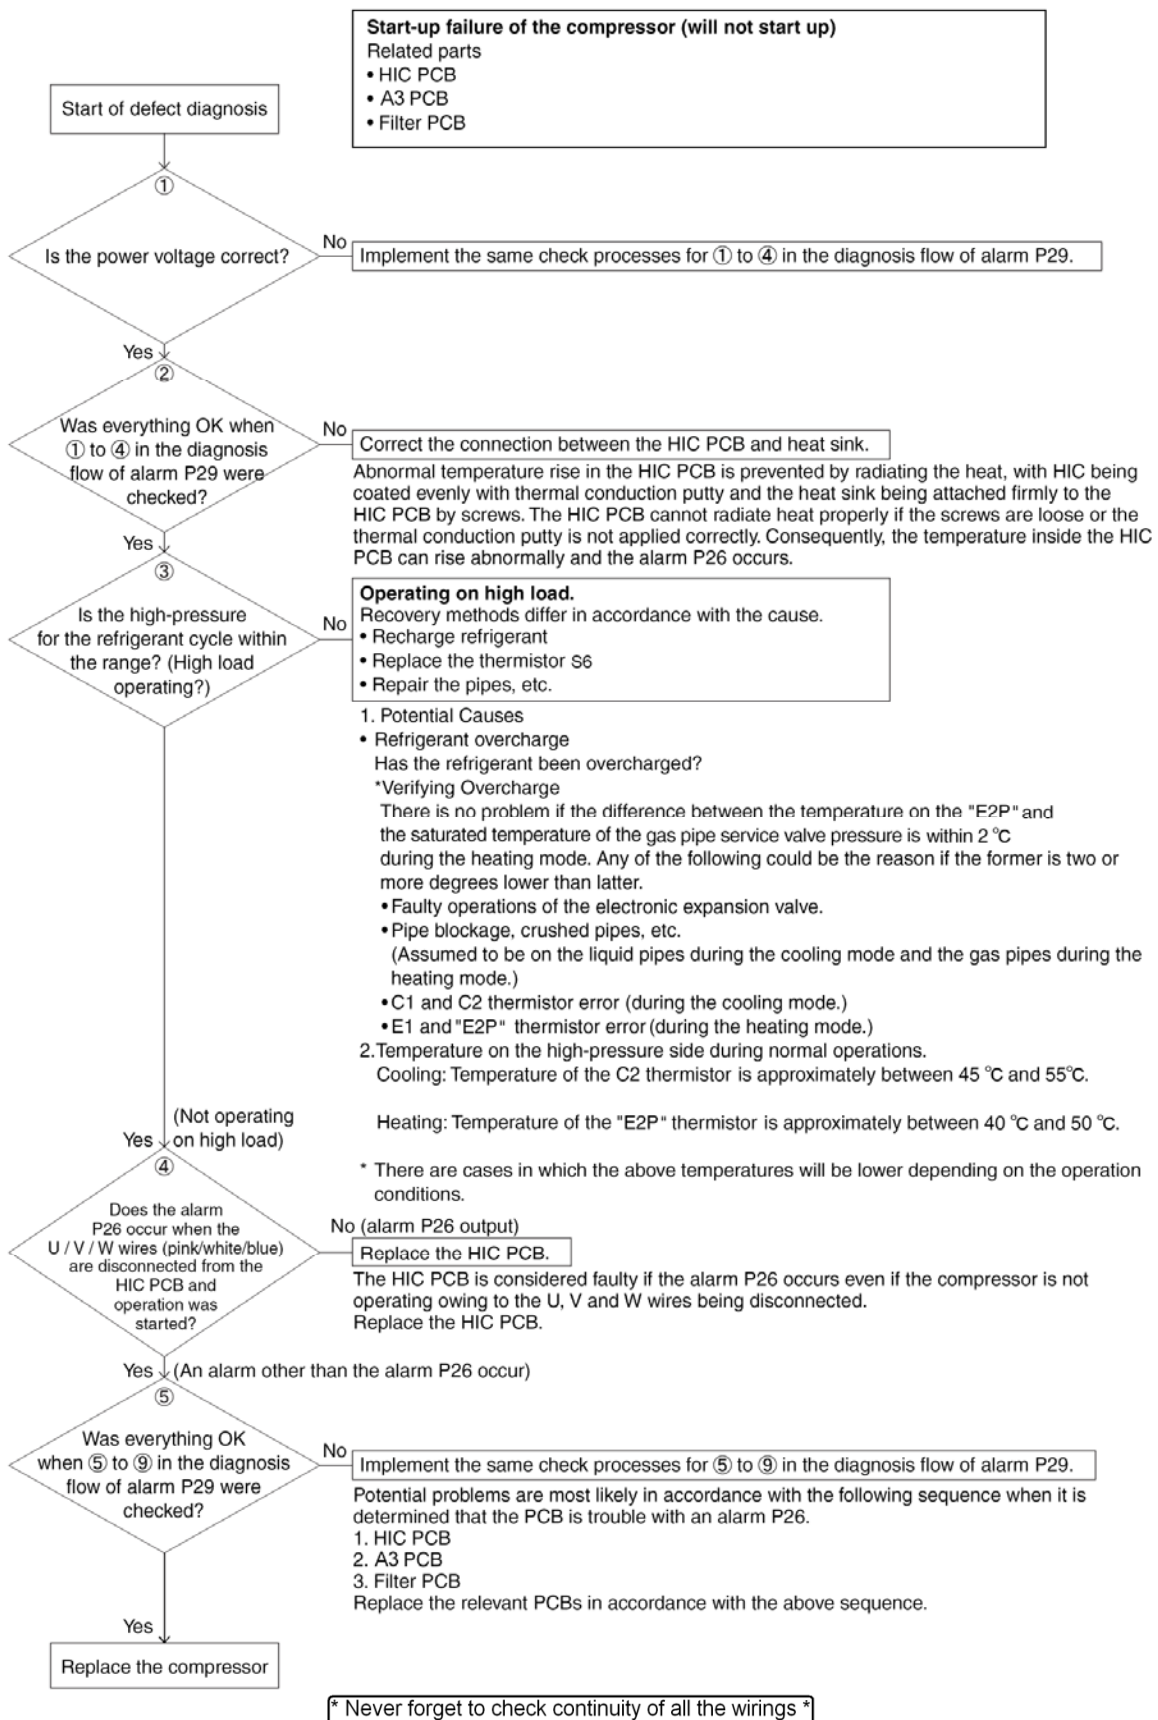 Start-up failure of the compressor (will not start up)
Related parts
• HIC PCB
• A3 PCB
• Filter PCB
Start of defect diagnosis
①
Is the power voltage correct?
No
Implement the same check processes for ① to ④ in the diagnosis flow of alarm P29.
Yes
②
Was everything OK when
① to ④ in the diagnosis
flow of alarm P29 were
checked?
No
Correct the connection between the HIC PCB and heat sink.
Abnormal temperature rise in the HIC PCB is prevented by radiating the heat, with HIC being
coated evenly with thermal conduction putty and the heat sink being attached firmly to the
HIC PCB by screws. The HIC PCB cannot radiate heat properly if the screws are loose or the
thermal conduction putty is not applied correctly. Consequently, the temperature inside the HIC
PCB can rise abnormally and the alarm P26 occurs.
Yes
③
Is the high-pressure
for the refrigerant cycle within
the range? (High load
operating?)
No
Operating on high load.
Recovery methods differ in accordance with the cause.
• Recharge refrigerant
• Replace the thermistor S6
• Repair the pipes, etc.
1. Potential Causes
• Refrigerant overcharge
Has the refrigerant been overcharged?
*Verifying Overcharge
There is no problem if the difference between the temperature on the "E2P" and
the saturated temperature of the gas pipe service valve pressure is within 2 °C
during the heating mode. Any of the following could be the reason if the former is two or
more degrees lower than latter.
• Faulty operations of the electronic expansion valve.
• Pipe blockage, crushed pipes, etc.
(Assumed to be on the liquid pipes during the cooling mode and the gas pipes during the
heating mode.)
• C1 and C2 thermistor error (during the cooling mode.)
• E1 and "E2P" thermistor error (during the heating mode.)
2.Temperature on the high-pressure side during normal operations.
Cooling: Temperature of the C2 thermistor is approximately between 45 °C and 55°C.
Heating: Temperature of the "E2P" thermistor is approximately between 40 °C and 50 °C.
* There are cases in which the above temperatures will be lower depending on the operation
conditions.
(Not operating
Yes on high load)
④
Does the alarm
P26 occur when the
U / V / W wires (pink/white/blue)
are disconnected from the
HIC PCB and
operation was
started?
No (alarm P26 output)
Replace the HIC PCB.
The HIC PCB is considered faulty if the alarm P26 occurs even if the compressor is not
operating owing to the U, V and W wires being disconnected.
Replace the HIC PCB.
Yes (An alarm other than the alarm P26 occur)
⑤
Was everything OK
when ⑤ to ⑨ in the diagnosis
flow of alarm P29 were
checked?
No
Implement the same check processes for ⑤ to ⑨ in the diagnosis flow of alarm P29.
Potential problems are most likely in accordance with the following sequence when it is
determined that the PCB is trouble with an alarm P26.
1. HIC PCB
2. A3 PCB
3. Filter PCB
Replace the relevant PCBs in accordance with the above sequence.
Yes
Replace the compressor
* Never forget to check continuity of all the wirings *